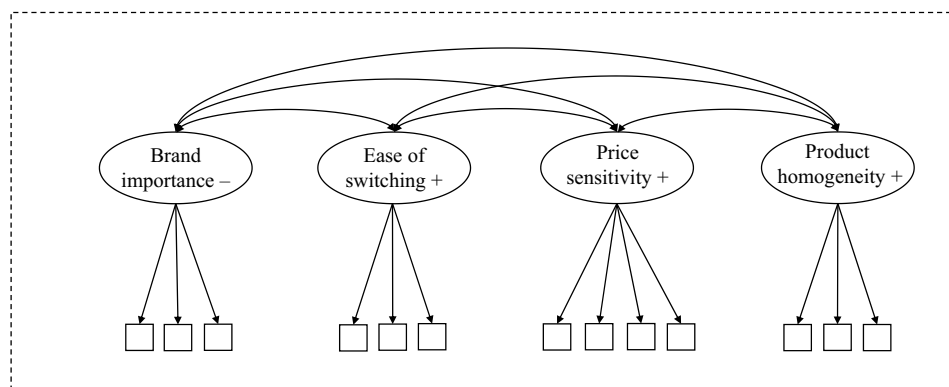 Brand
importance –
Ease of
switching +
Price
sensitivity +
Product
homogeneity +